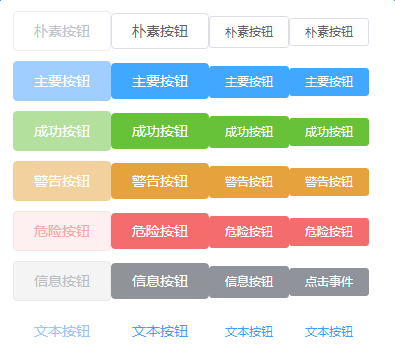 朴素按钮 朴素按钮 朴素按钮 朴素按钮
主要按钮 主要按钮 主要按钮 主要按钮
成功按钮 成功按钮 成功按钮 成功按钮
警告按钮 警告按钮 警告按钮 警告按钮
危险按钮 危险按钮 危险按钮 危险按钮
信息按钮 信息按钮 信息按钮 点击事件
文本按钮 文本按钮 文本按钮 文本按钮